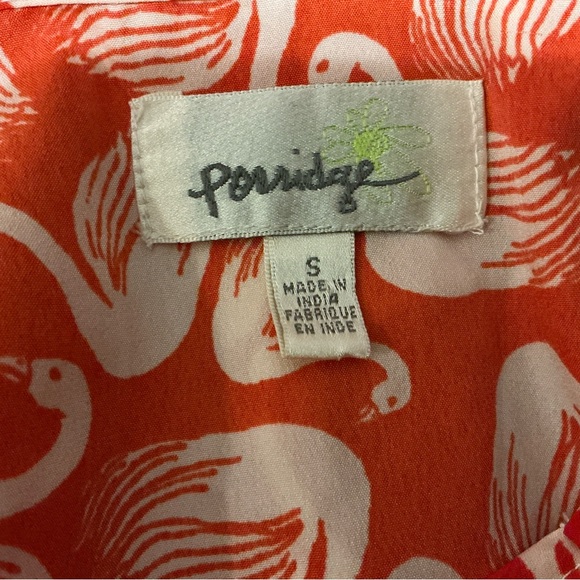 Porridge
S
MADE IN
INDIA
FABRIQUE
EN INDE